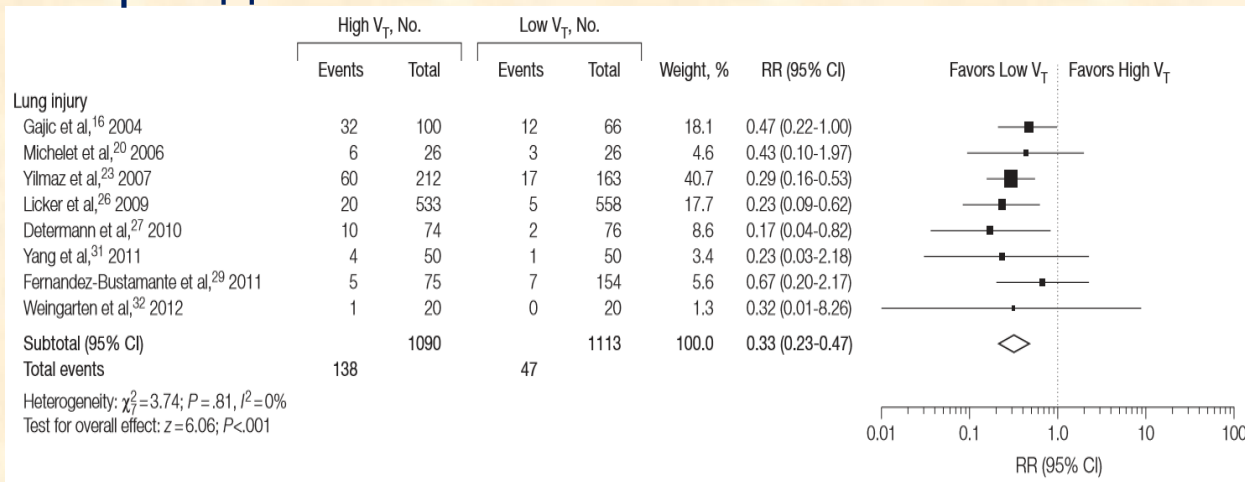 High VT, No. Low VT, No.
Events Total Events Total Weight, % RR (95% CI) Favors Low VT Favors High VT
Lung injury
Gajic et al,16 2004 32 100 12 66 18.1 0.47 (0.22-1.00)
Michelet et al,20 2006 6 26 3 26 4.6 0.43 (0.10-1.97)
Yilmaz et al,23 2007 60 212 17 163 40.7 0.29 (0.16-0.53)
Licker et al,26 2009 20 533 5 558 17.7 0.23 (0.09-0.62)
Determann et al,27 2010 10 74 2 76 8.6 0.17 (0.04-0.82)
Yang et al,31 2011 4 50 1 50 3.4 0.23 (0.03-2.18)
Fernandez-Bustamante et al,29 2011 5 75 7 154 5.6 0.67 (0.20-2.17)
Weingarten et al,32 2012 1 20 0 20 1.3 0.32 (0.01-8.26)
Subtotal (95% CI) 1090 1113 100.0 0.33 (0.23-0.47)
Total events 138 47
Heterogeneity: χ²₇=3.74; P=.81, I²=0%
Test for overall effect: z=6.06; P<.001
0.01 0.1 1.0 10 100
RR (95% CI)